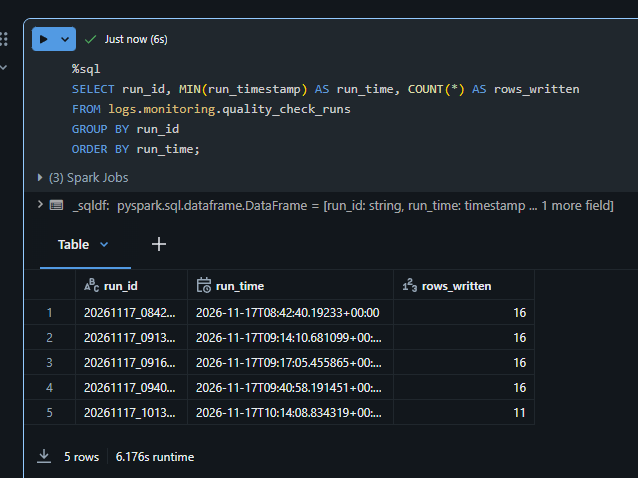 Just now (6s)
%sql
SELECT run_id, MIN(run_timestamp) AS run_time, COUNT(*) AS rows_written
FROM logs.monitoring.quality_check_runs
GROUP BY run_id
ORDER BY run_time;
(3) Spark Jobs
_sqldf: pyspark.sql.dataframe.DataFrame = [run_id: string, run_time: timestamp ... 1 more field]
Table
ABC run_id run_time 123 rows_written
1 20261117_0842... 2026-11-17T08:42:40.19233+00:00 16
2 20261117_0913... 2026-11-17T09:14:10.681099+00:... 16
3 20261117_0916... 2026-11-17T09:17:05.455865+00:... 16
4 20261117_0940... 2026-11-17T09:40:58.191451+00:... 16
5 20261117_1013... 2026-11-17T10:14:08.834319+00:... 11
5 rows 6.176s runtime